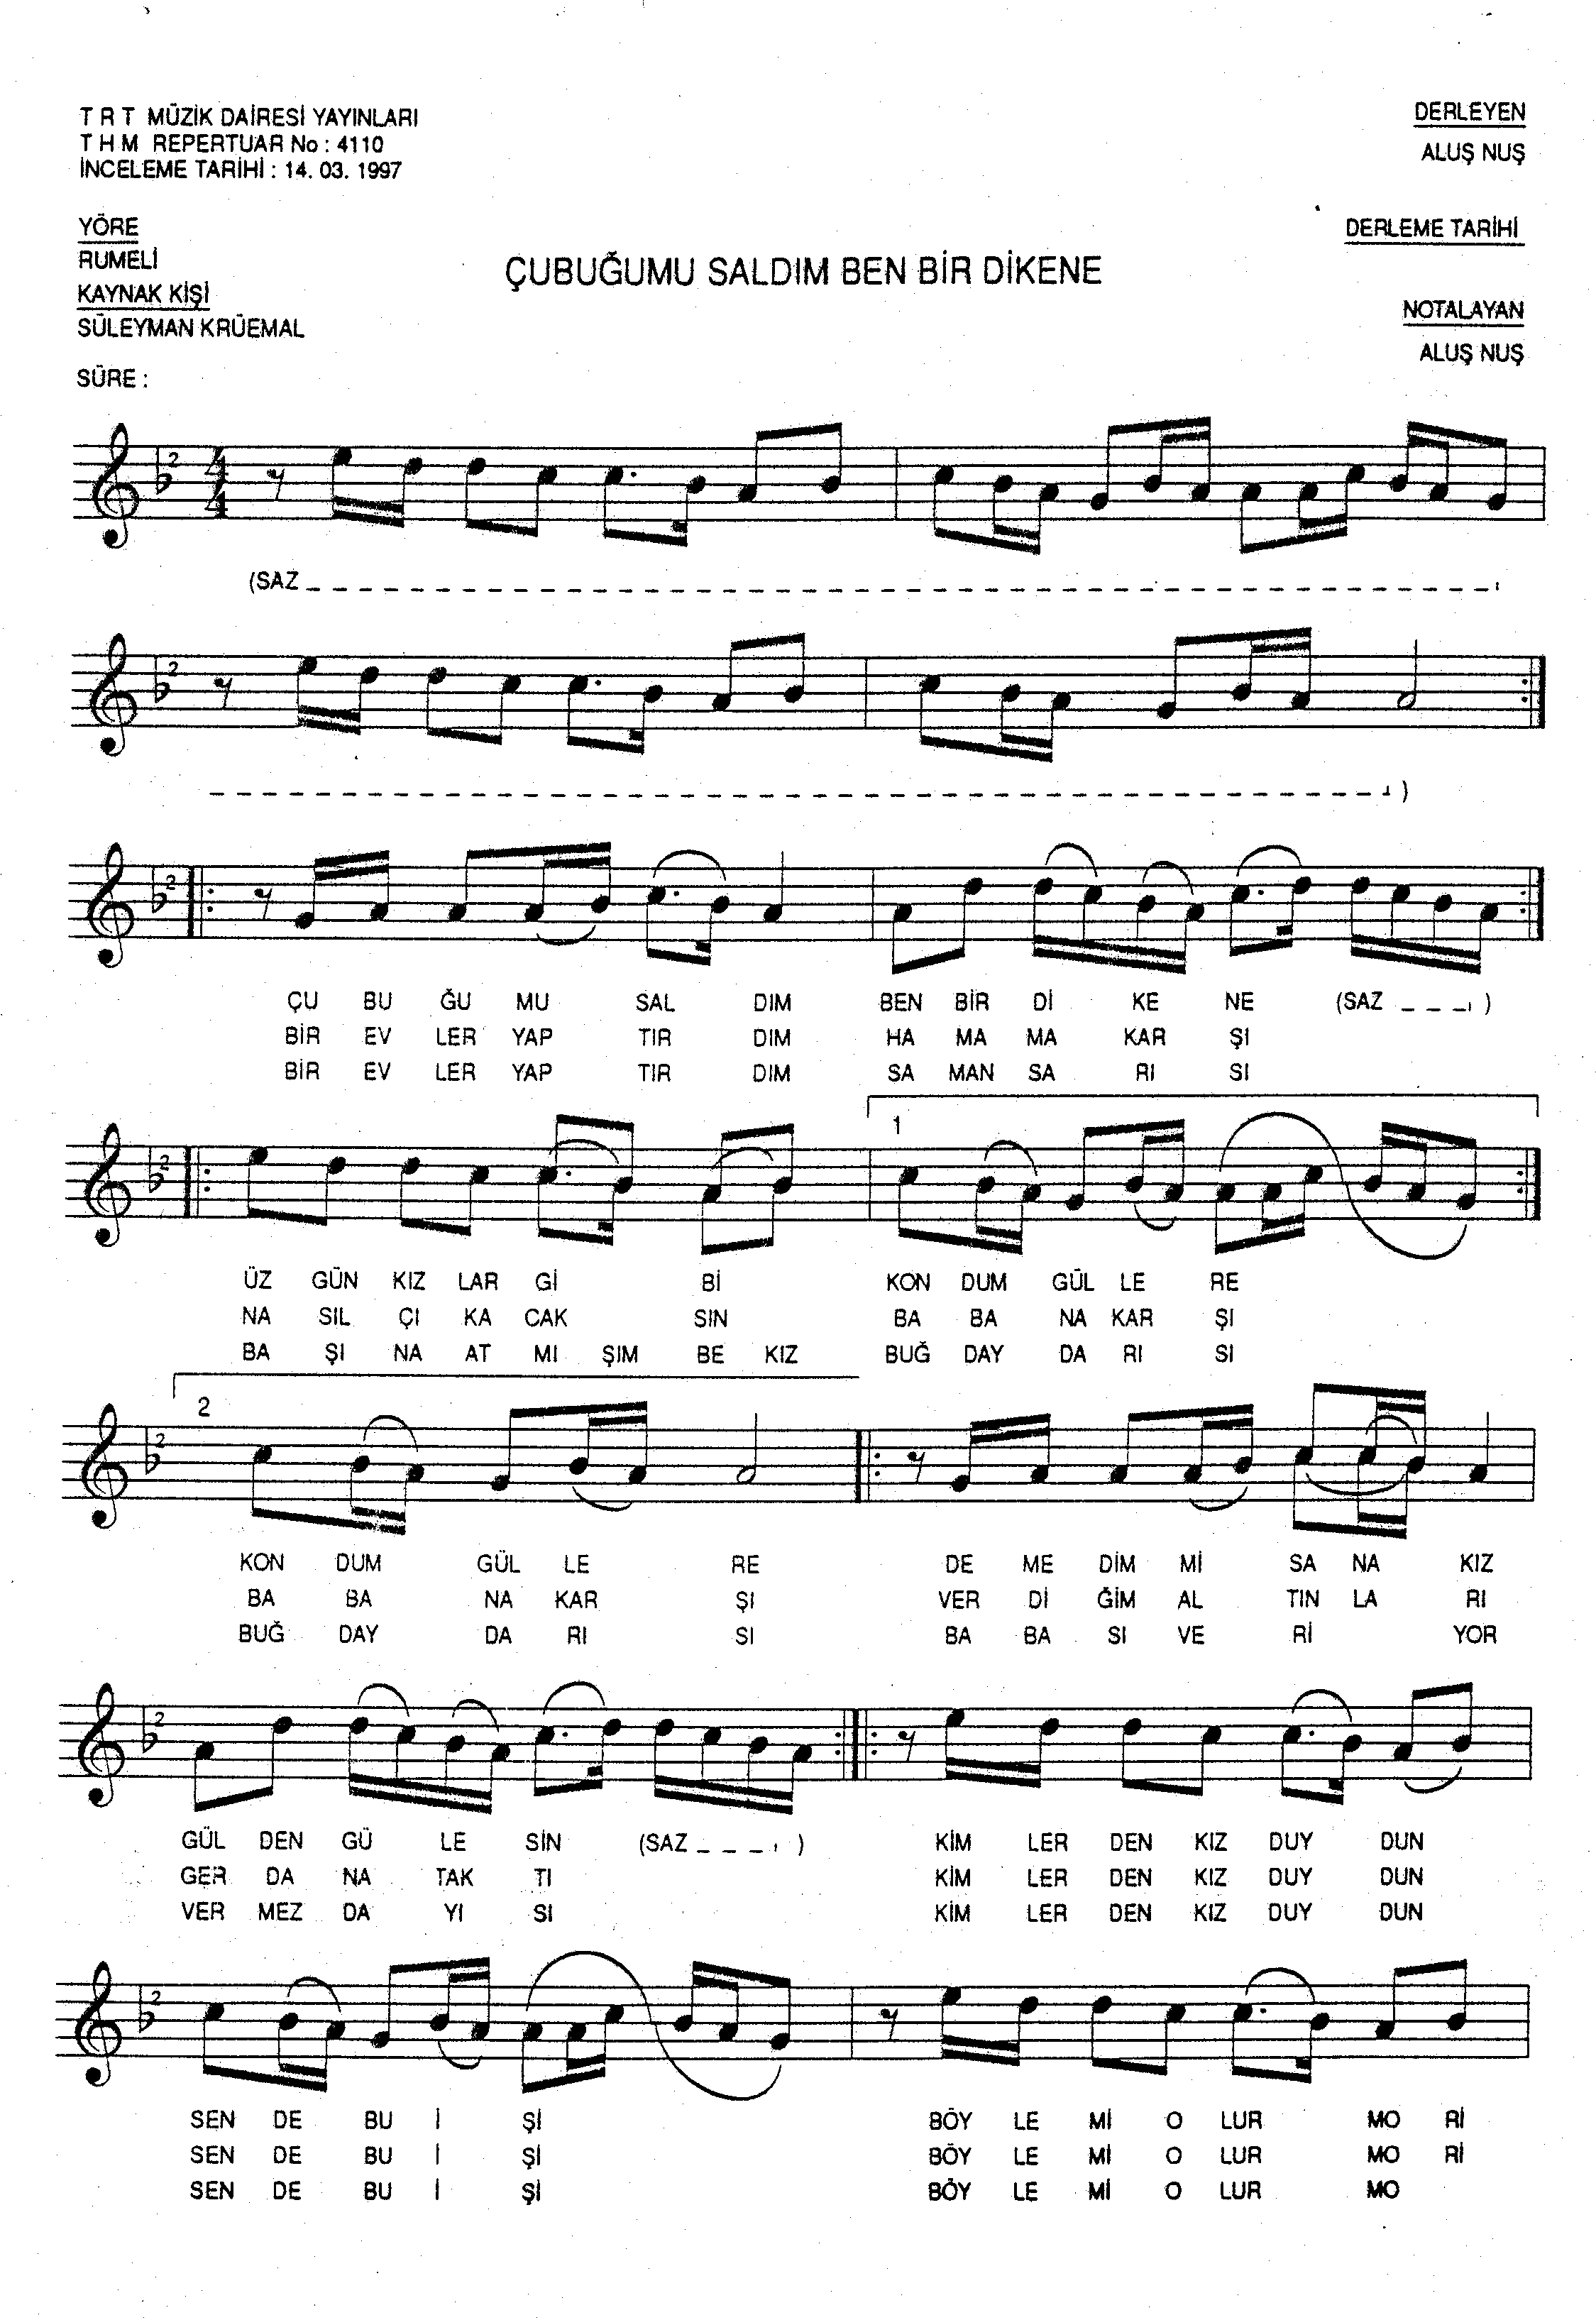 T R T MÜZİK DAİRESİ YAYINLARI
T H M REPERTUAR No : 4110
İNCELEME TARİHİ : 14. 03. 1997
DERLEYEN
ALUŞ NUŞ
YÖRE
RUMELİ
DERLEME TARİHİ
ÇUBUĞUMU SALDIM BEN BİR DİKENE
KAYNAK KİŞİ
SÜLEYMAN KRÜEMAL
NOTALAYAN
ALUŞ NUŞ
SÜRE :
(SAZ _ _ _
_ _ _ )
ÇU BU ĞU MU SAL DIM BEN BİR Dİ KE NE (SAZ _ _ _ )
BİR EV LER YAP TIR DIM HA MA MA KAR ŞI
BİR EV LER YAP TIR DIM SA MAN SA RI SI
1
ÜZ GÜN KIZ LAR Gİ Bİ KON DUM GÜL LE RE
NA SIL ÇI KA CAK SIN BA BA NA KAR ŞI
BA ŞI NA AT MI ŞIM BE KIZ BUĞ DAY DA RI SI
2
KON DUM GÜL LE RE DE ME DİM Mİ SA NA KIZ
BA BA NA KAR ŞI VER Dİ ĞİM AL TIN LA RI
BUĞ DAY DA RI SI BA BA SI VE Rİ YOR
GÜL DEN GÜ LE SİN (SAZ _ _ _ ) KİM LER DEN KIZ DUY DUN
GER DA NA TAK TI KİM LER DEN KIZ DUY DUN
VER MEZ DA YI SI KİM LER DEN KIZ DUY DUN
SEN DE BU İ Şİ BÖY LE Mİ O LUR MO Rİ
SEN DE BU İ Şİ BÖY LE Mİ O LUR MO Rİ
SEN DE BU İ Şİ BÖY LE Mİ O LUR MO